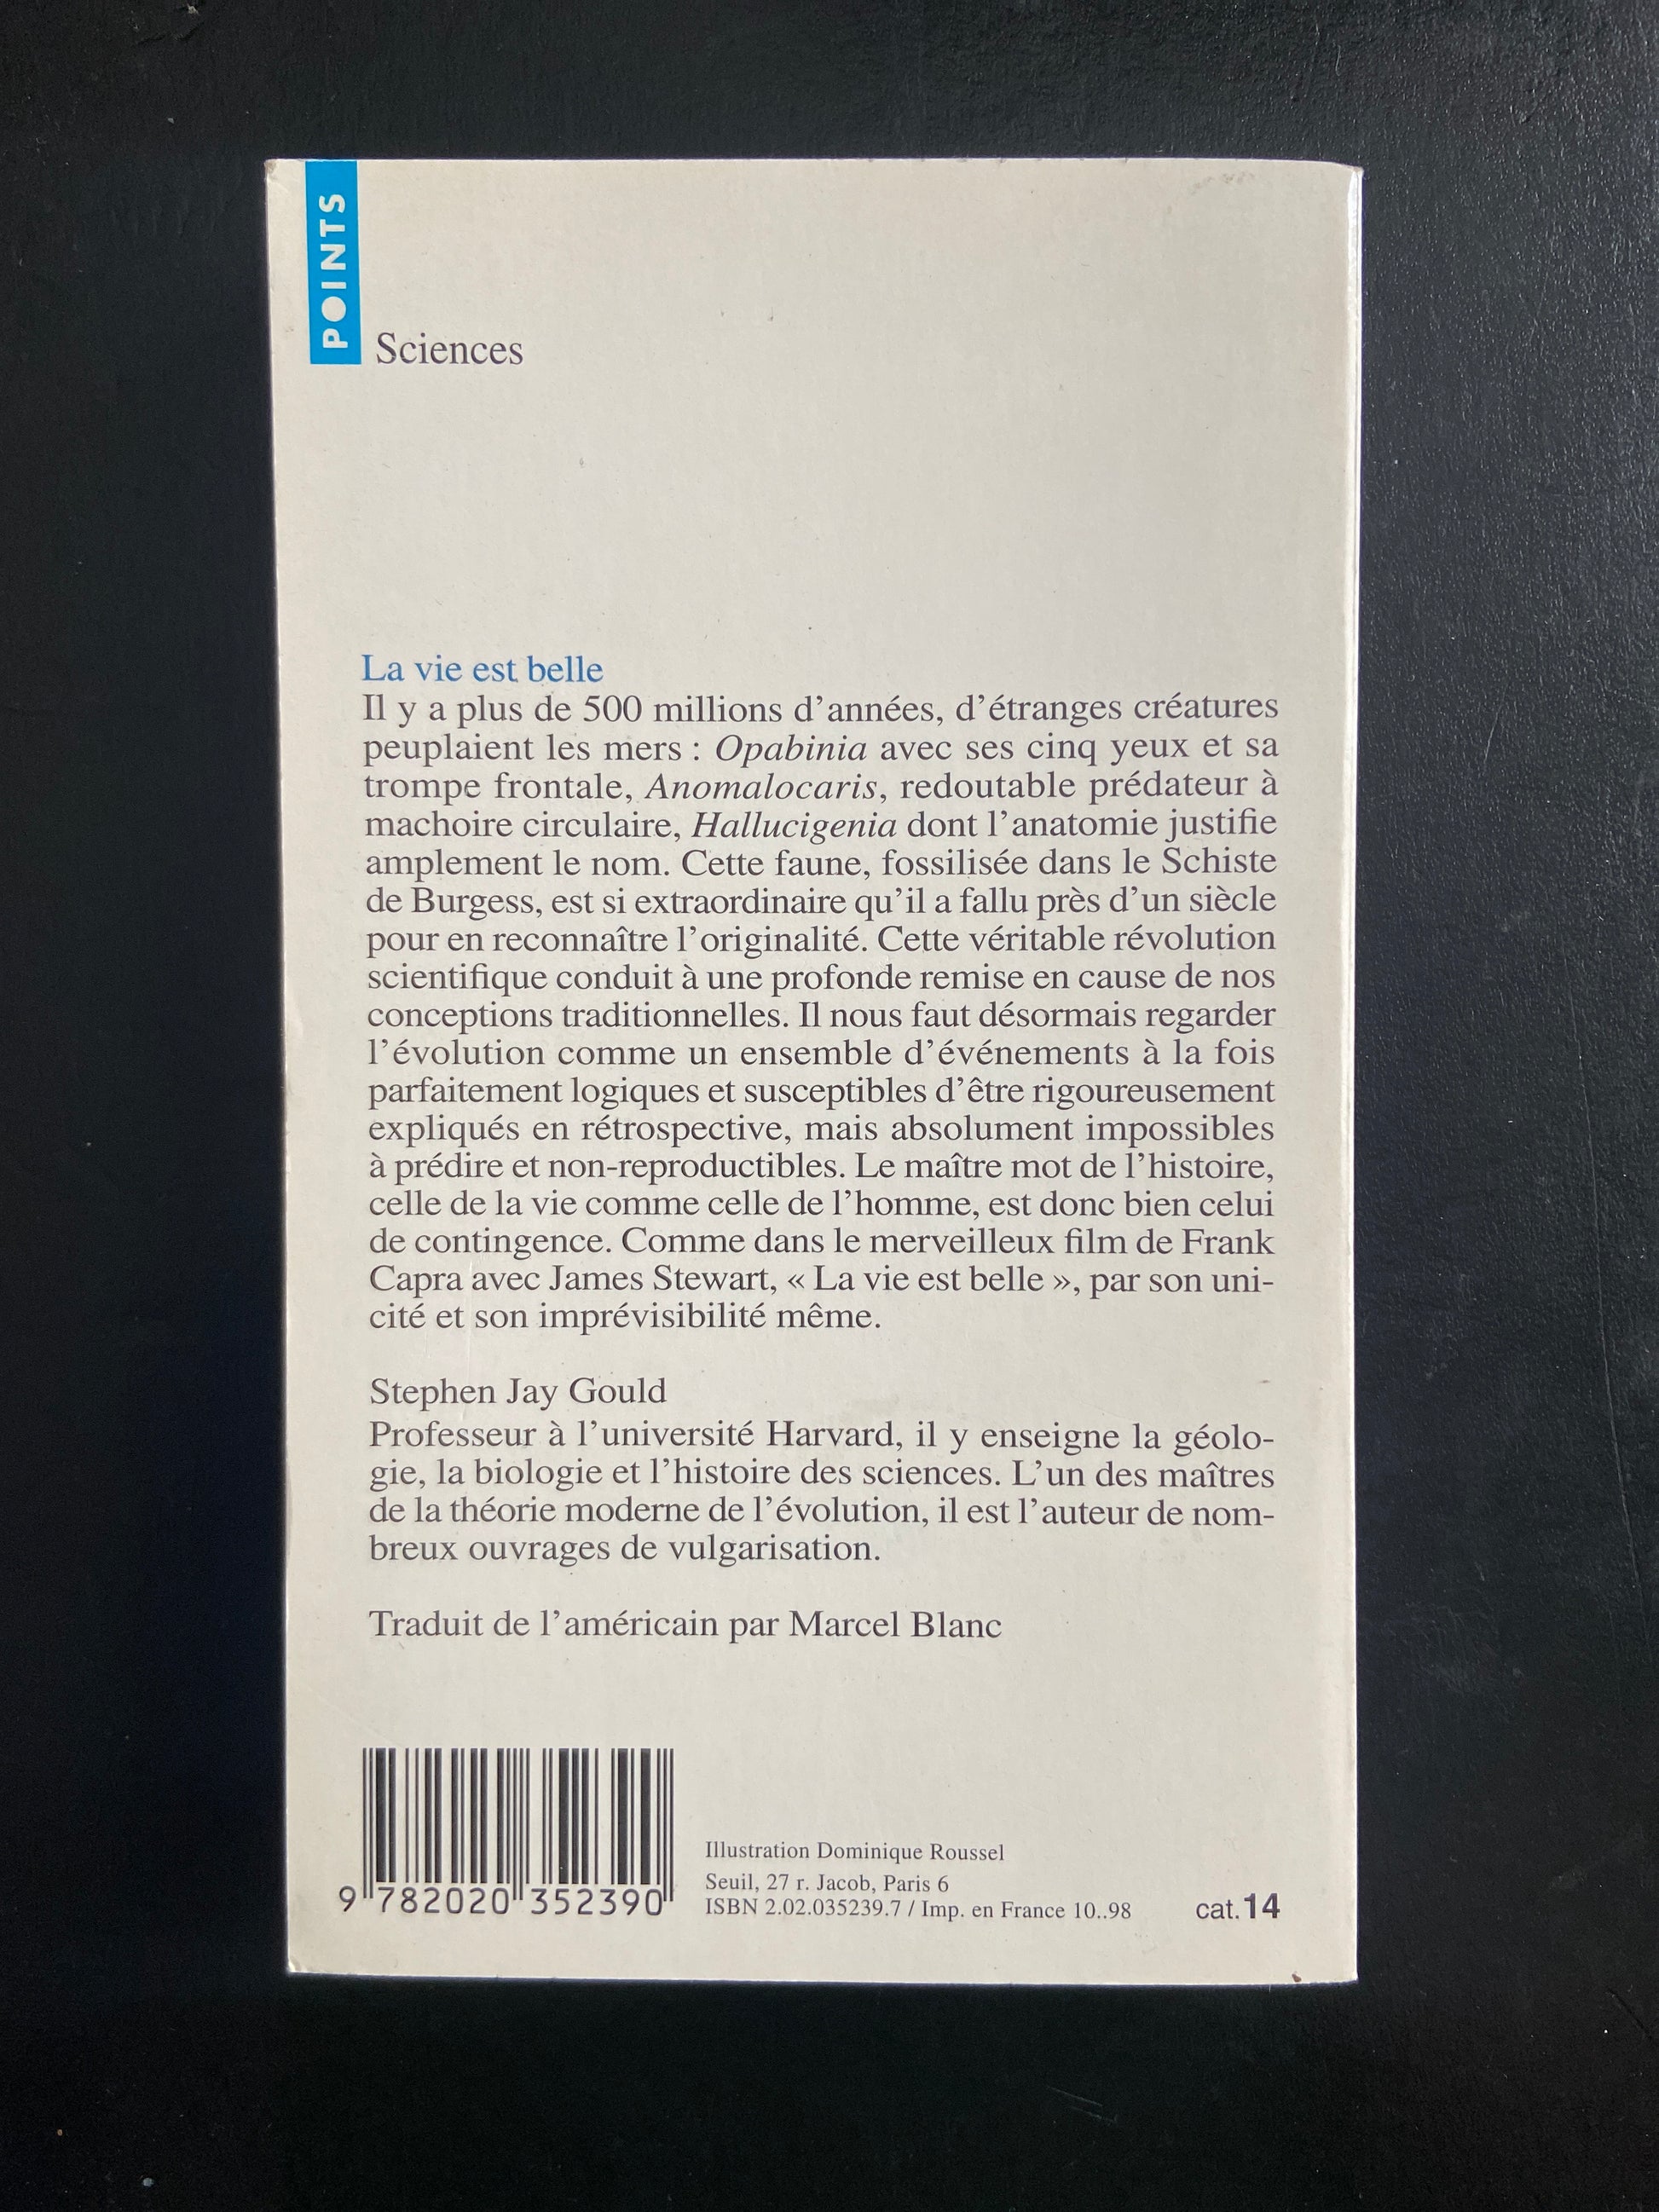 POINTS
Sciences
La vie est belle
Il y a plus de 500 millions d'années, d'étranges créatures
peuplaient les mers : Opabinia avec ses cinq yeux et sa
trompe frontale, Anomalocaris, redoutable prédateur à
machoire circulaire, Hallucigenia dont l'anatomie justifie
amplement le nom. Cette faune, fossilisée dans le Schiste
de Burgess, est si extraordinaire qu'il a fallu près d'un siècle
pour en reconnaître l'originalité. Cette véritable révolution
scientifique conduit à une profonde remise en cause de nos
conceptions traditionnelles. Il nous faut désormais regarder
l'évolution comme un ensemble d'événements à la fois
parfaitement logiques et susceptibles d'être rigoureusement
expliqués en rétrospective, mais absolument impossibles
à prédire et non-reproductibles. Le maître mot de l'histoire,
celle de la vie comme celle de l'homme, est donc bien celui
de contingence. Comme dans le merveilleux film de Frank
Capra avec James Stewart, « La vie est belle », par son uni-
cité et son imprévisibilité même.
Stephen Jay Gould
Professeur à l'université Harvard, il y enseigne la géolo-
gie, la biologie et l'histoire des sciences. L'un des maîtres
de la théorie moderne de l'évolution, il est l'auteur de nom-
breux ouvrages de vulgarisation.
Traduit de l'américain par Marcel Blanc
9 782020 352390
Illustration Dominique Roussel
Seuil, 27 r. Jacob, Paris 6
ISBN 2.02.035239.7 / Imp. en France 10..98
cat.14